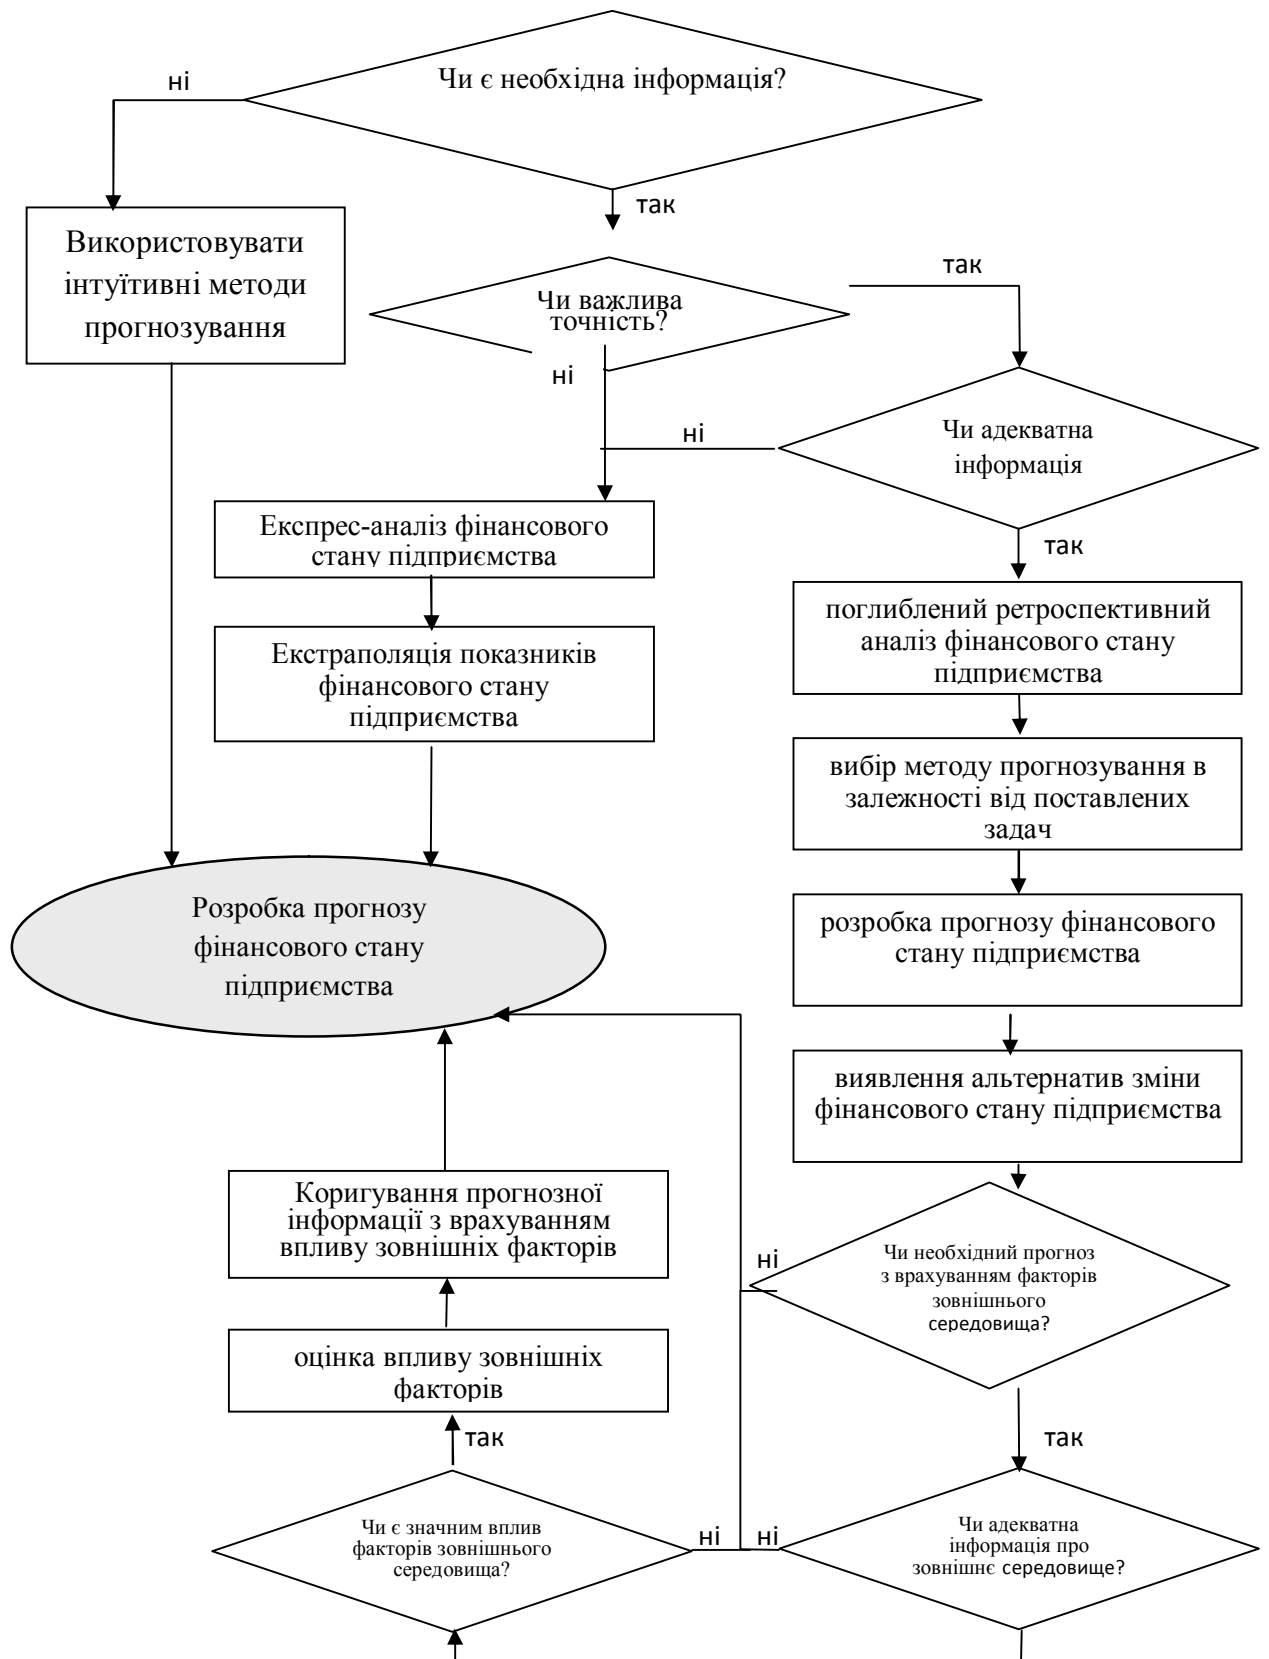 Чи є необхідна інформація?
ні
так
Використовувати
інтуїтивні методи
прогнозування
Чи важлива
точність?
так
ні
ні
Чи адекватна
інформація
так
Експрес-аналіз фінансового
стану підприємства
Екстраполяція показників
фінансового стану
підприємства
поглиблений ретроспективний
аналіз фінансового стану
підприємства
вибір методу прогнозування в
залежності від поставлених
задач
Розробка прогнозу
фінансового стану
підприємства
розробка прогнозу фінансового
стану підприємства
виявлення альтернатив зміни
фінансового стану підприємства
Коригування прогнозної
інформації з врахуванням
впливу зовнішніх факторів
ні
Чи необхідний прогноз
з врахуванням факторів
зовнішнього
середовища?
оцінка впливу зовнішніх
факторів
так
так
Чи є значним вплив
факторів зовнішнього
середовища?
ні
ні
Чи адекватна
інформація про
зовнішнє середовище?